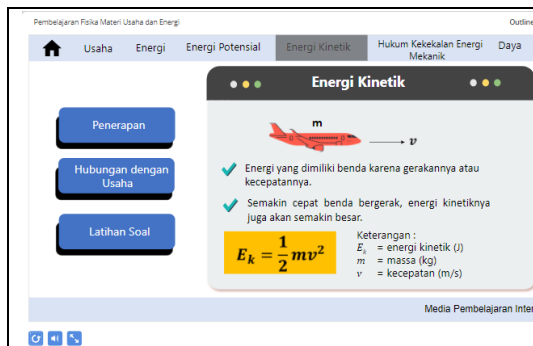 Pembelajaran Fisika Materi Usaha dan Energi
Outline
Usaha
Energi
Energi Potensial
Energi Kinetik
Hukum Kekekalan Energi
Mekanik
Daya
Energi Kinetik
Penerapan
Hubungan dengan
Usaha
Latihan Soal
m
v
Energi yang dimiliki benda karena gerakannya atau
kecepatannya.
Semakin cepat benda bergerak, energi kinetiknya
juga akan semakin besar.
E_k = 1/2 mv²
Keterangan :
E_k = energi kinetik (J)
m = massa (kg)
v = kecepatan (m/s)
Media Pembelajaran Inter